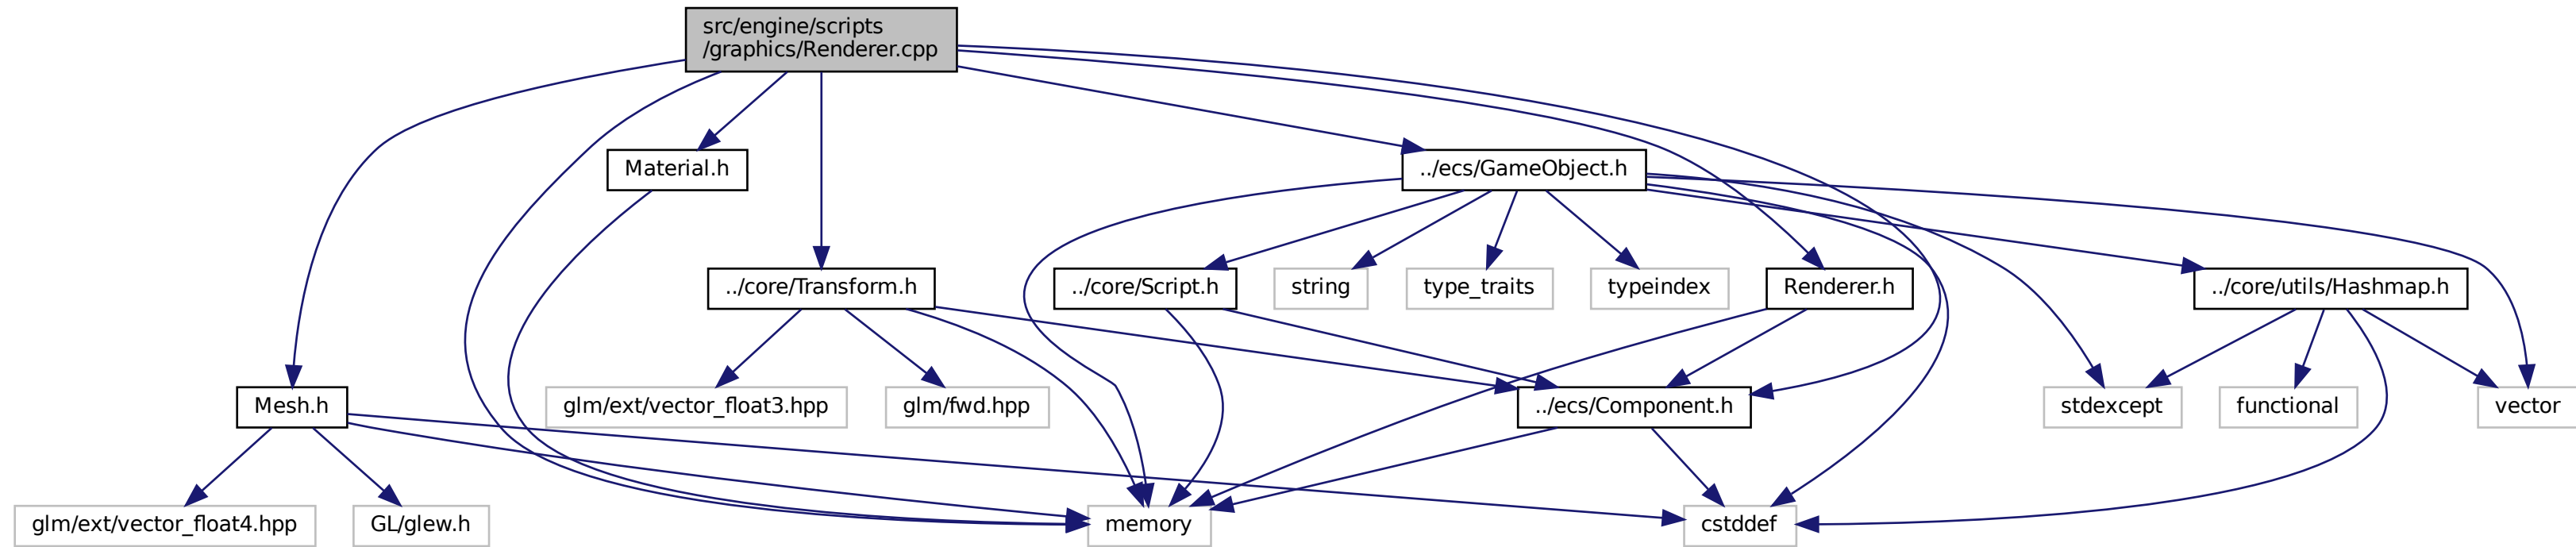 src/engine/scripts
/graphics/Renderer.cpp
Material.h
../ecs/GameObject.h
../core/Transform.h
../core/Script.h
string
type_traits
typeindex
Renderer.h
../core/utils/Hashmap.h
Mesh.h
glm/ext/vector_float3.hpp
glm/fwd.hpp
../ecs/Component.h
stdexcept
functional
vector
glm/ext/vector_float4.hpp
GL/glew.h
memory
cstddef